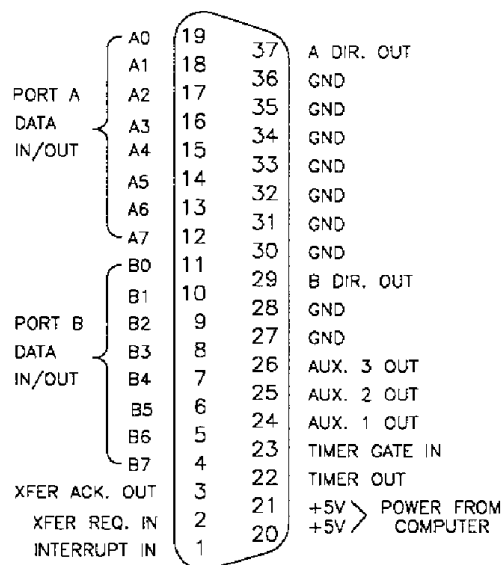 A0 19
37 A DIR. OUT
A1 18
36 GND
PORT A A2 17
35 GND
DATA A3 16
34 GND
IN/OUT A4 15
33 GND
A5 14
32 GND
A6 13
31 GND
A7 12
30 GND
B0 11
29 B DIR. OUT
B1 10
28 GND
PORT B B2 9
27 GND
DATA B3 8
26 AUX. 3 OUT
IN/OUT B4 7
25 AUX. 2 OUT
B5 6
24 AUX. 1 OUT
B6 5
23 TIMER GATE IN
B7 4
22 TIMER OUT
XFER ACK. OUT 3
21 +5V POWER FROM
XFER REQ. IN 2
20 +5V COMPUTER
INTERRUPT IN 1